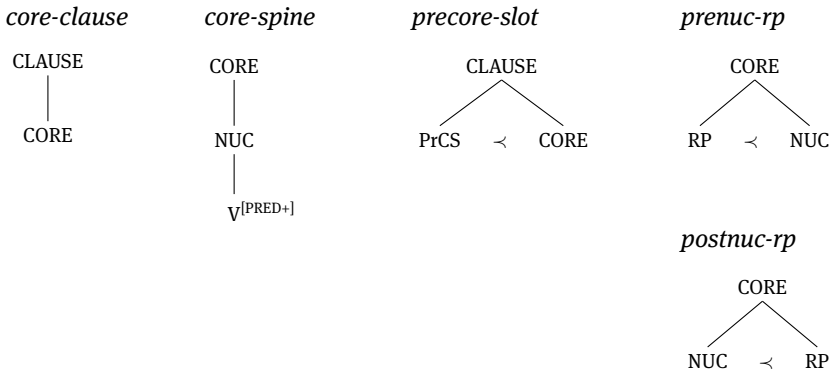 core-clause core-spine precore-slot prenuc-rp
CLAUSE CORE CLAUSE CORE
CORE NUC PrCS ≺ CORE RP ≺ NUC
V[PRED+]
postnuc-rp
CORE
NUC ≺ RP